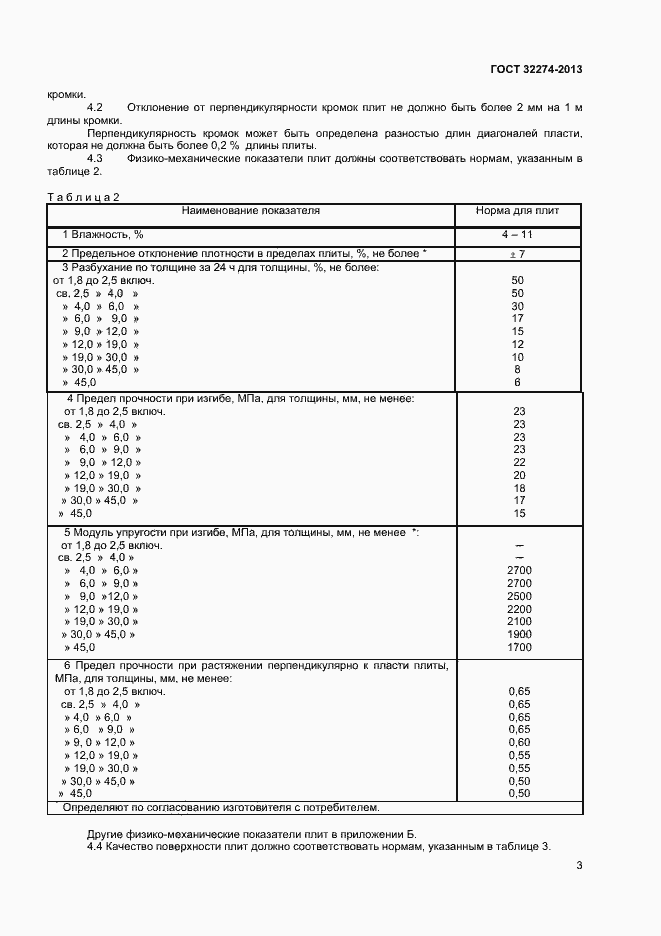 ГОСТ 32274-2013
кромки.
4.2 Отклонение от перпендикулярности кромок плит не должно быть более 2 мм на 1 м
длины кромки.
Перпендикулярность кромок может быть определена разностью длин диагоналей пласти,
которая не должна быть более 0,2 % длины плиты.
4.3 Физико-механические показатели плит должны соответствовать нормам, указанным в
таблице 2.
Т а б л и ц а 2
Наименование показателя Норма для плит
1 Влажность, % 4 – 11
2 Предельное отклонение плотности в пределах плиты, %, не более * ± 7
3 Разбухание по толщине за 24 ч для толщины, %, не более:
от 1,8 до 2,5 включ. 50
св. 2,5 » 4,0 » 50
» 4,0 » 6,0 » 30
» 6,0 » 9,0 » 17
» 9,0 » 12,0 » 15
» 12,0 » 19,0 » 12
» 19,0 » 30,0 » 10
» 30,0 » 45,0 » 8
» 45,0 6
4 Предел прочности при изгибе, МПа, для толщины, мм, не менее:
от 1,8 до 2,5 включ. 23
св. 2,5 » 4,0 » 23
» 4,0 » 6,0 » 23
» 6,0 » 9,0 » 23
» 9,0 » 12,0 » 22
» 12,0 » 19,0 » 20
» 19,0 » 30,0 » 18
» 30,0 » 45,0 » 17
» 45,0 15
5 Модуль упругости при изгибе, МПа, для толщины, мм, не менее *:
от 1,8 до 2,5 включ. –
св. 2,5 » 4,0 » –
» 4,0 » 6,0 » 2700
» 6,0 » 9,0 » 2700
» 9,0 »12,0 » 2500
» 12,0 » 19,0 » 2200
» 19,0 » 30,0 » 2100
» 30,0 » 45,0 » 1900
» 45,0 1700
6 Предел прочности при растяжении перпендикулярно к пласти плиты,
МПа, для толщины, мм, не менее:
от 1,8 до 2,5 включ. 0,65
св. 2,5 » 4,0 » 0,65
» 4,0 » 6,0 » 0,65
» 6,0 » 9,0 » 0,65
» 9, 0 » 12,0 » 0,60
» 12,0 » 19,0 » 0,55
» 19,0 » 30,0 » 0,55
» 30,0 » 45,0 » 0,50
» 45,0 0,50
* Определяют по согласованию изготовителя с потребителем.
Другие физико-механические показатели плит в приложении Б.
4.4 Качество поверхности плит должно соответствовать нормам, указанным в таблице 3.
3